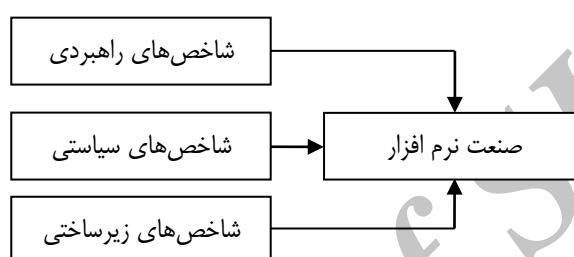 شاخص‌های راهبردی
شاخص‌های سیاستی
صنعت نرم افزار
شاخص‌های زیرساختی